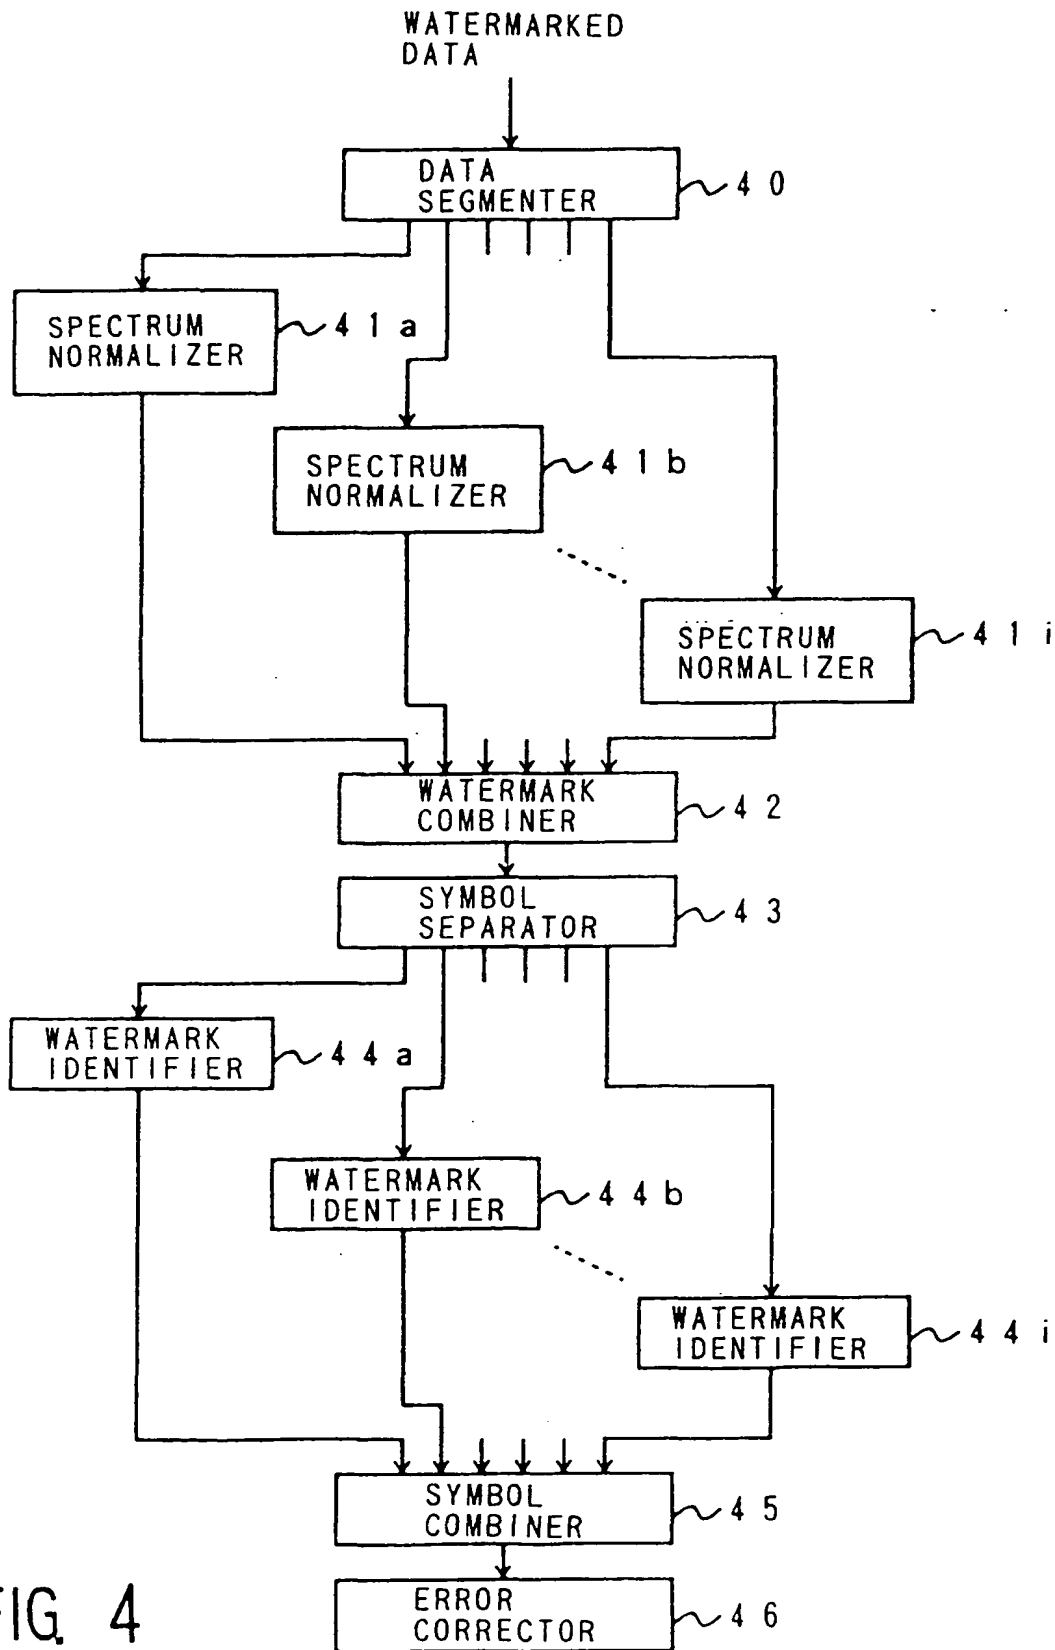 WATERMARKED
DATA
DATA
SEGMENTER
40
SPECTRUM
NORMALIZER
41a
SPECTRUM
NORMALIZER
41b
SPECTRUM
NORMALIZER
41i
WATERMARK
COMBINER
42
SYMBOL
SEPARATOR
43
WATERMARK
IDENTIFIER
44a
WATERMARK
IDENTIFIER
44b
WATERMARK
IDENTIFIER
44i
SYMBOL
COMBINER
45
ERROR
CORRECTOR
46
FIG. 4